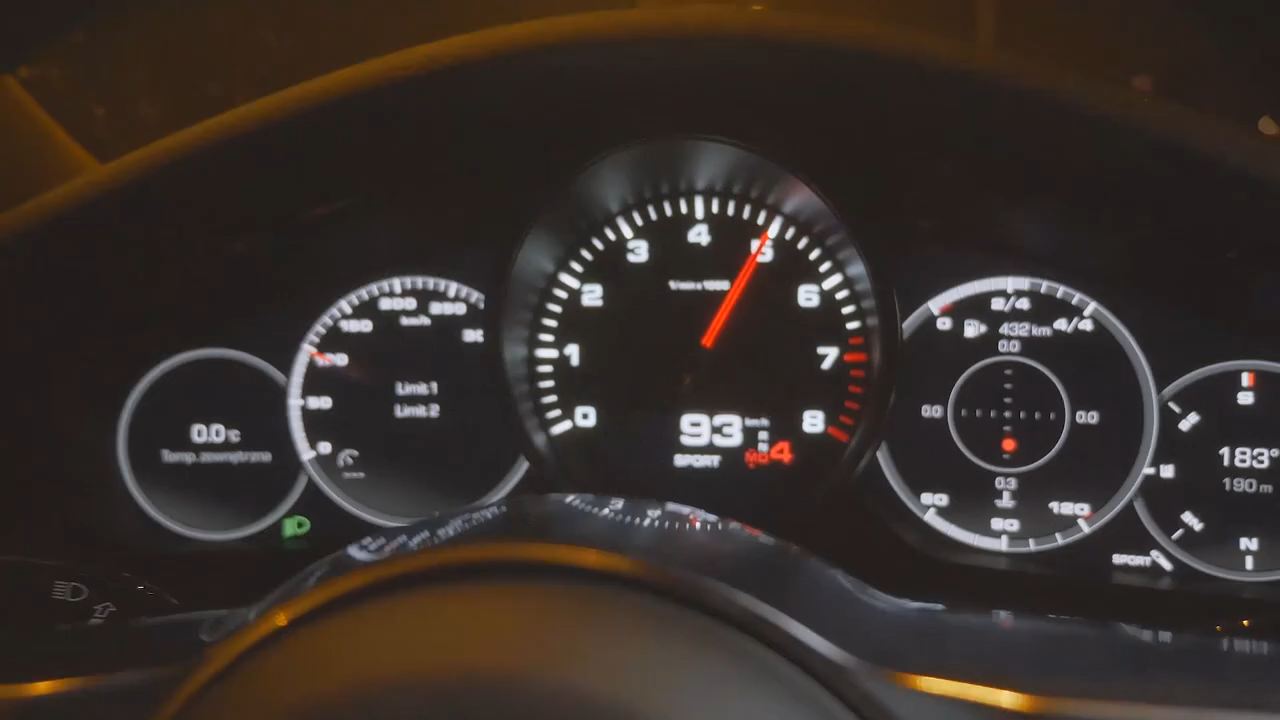 0.0°C
Temp. zewnętrzna
0
50
100
150
200
250
km/h
Limit 1
Limit 2
0
1
2
3
4
5
6
7
8
1/min x 1000
93 km/h
SPORT
4
0
2/4
4/4
432 km
0.0
0.0
0.0
0.3
60
90
120
SPORT
S
SE
E
NE
N
183°
190 m